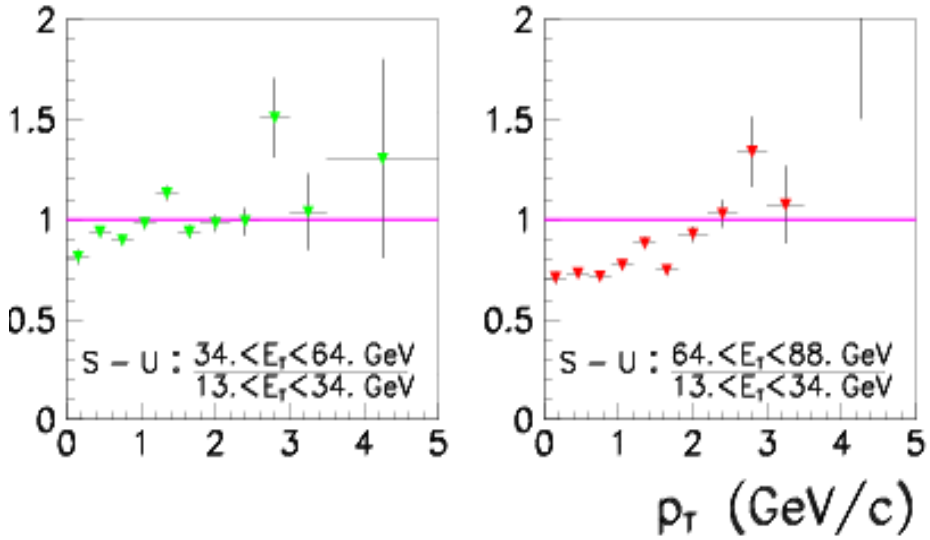 2
1.5
1
0.5
0
0 1 2 3 4 5
S - U : 34.<E_T<64. GeV
13.<E_T<34. GeV
2
1.5
1
0.5
0
0 1 2 3 4 5
S - U : 64.<E_T<88. GeV
13.<E_T<34. GeV
p_T (GeV/c)